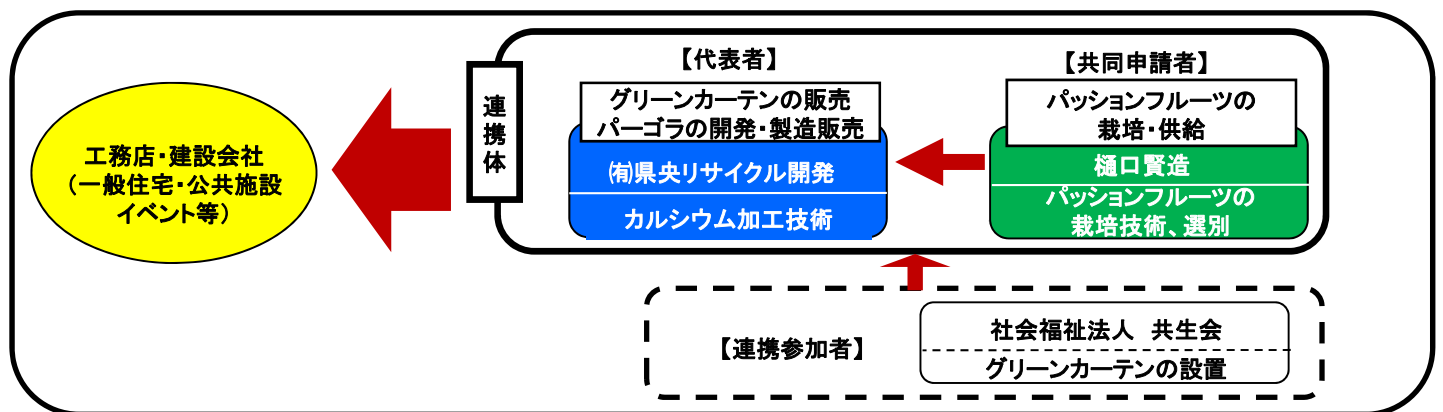 【代表者】
グリーンカーテンの販売
パーゴラの開発・製造販売
㈲県央リサイクル開発
カルシウム加工技術
【共同申請者】
パッションフルーツの
栽培・供給
樋口賢造
パッションフルーツの
栽培技術、選別
連携体
工務店・建設会社
（一般住宅・公共施設
イベント等）
【連携参加者】
社会福祉法人　共生会
グリーンカーテンの設置